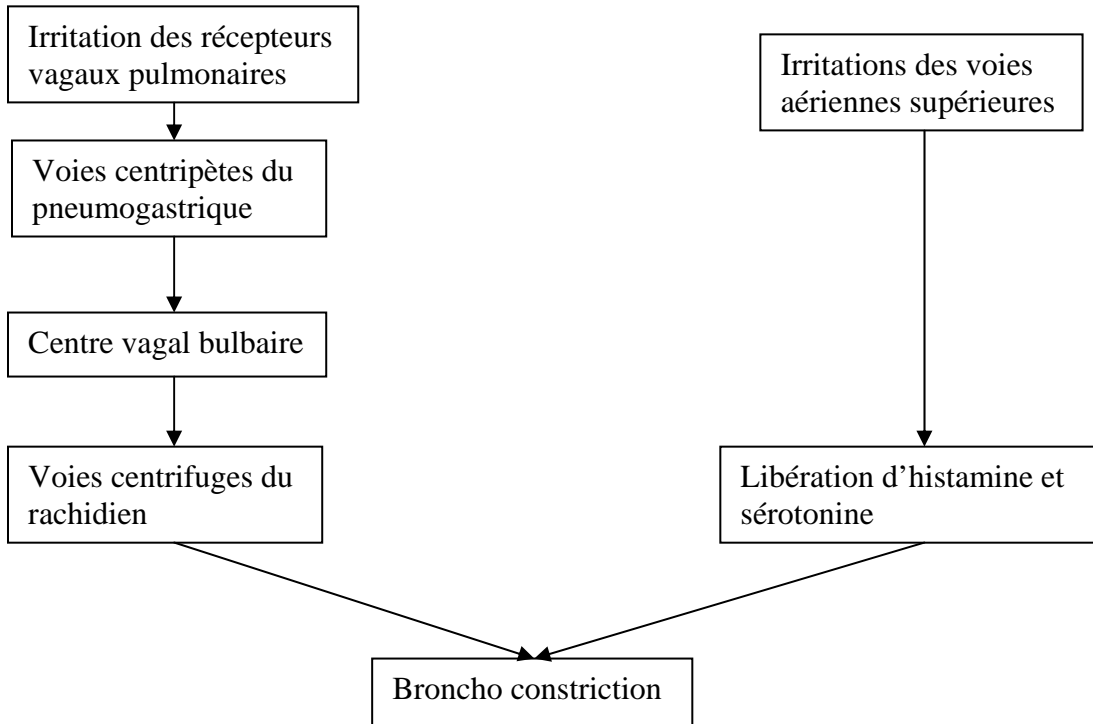 Irritation des récepteurs
vagaux pulmonaires
Irritations des voies
aériennes supérieures
Voies centripètes du
pneumogastrique
Centre vagal bulbaire
Voies centrifuges du
rachidien
Libération d’histamine et
sérotonine
Broncho constriction